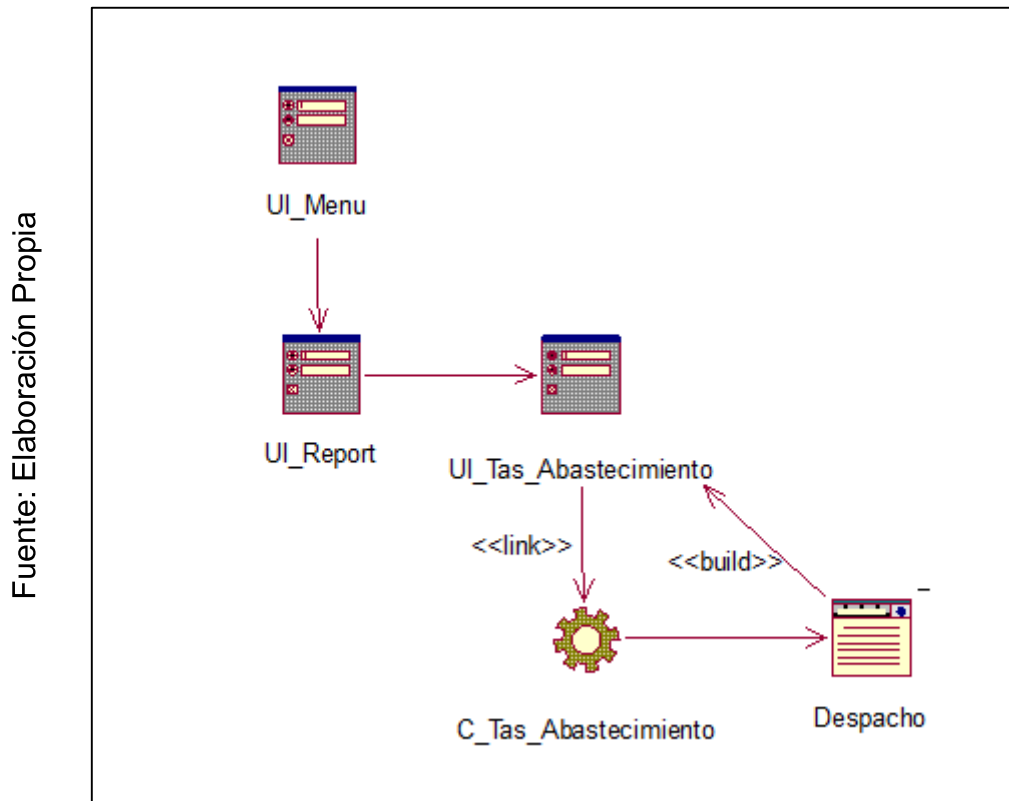 Fuente: Elaboración Propia
UI_Menu
UI_Report
UI_Tas_Abastecimiento
<<link>>
<<build>>
C_Tas_Abastecimiento
Despacho